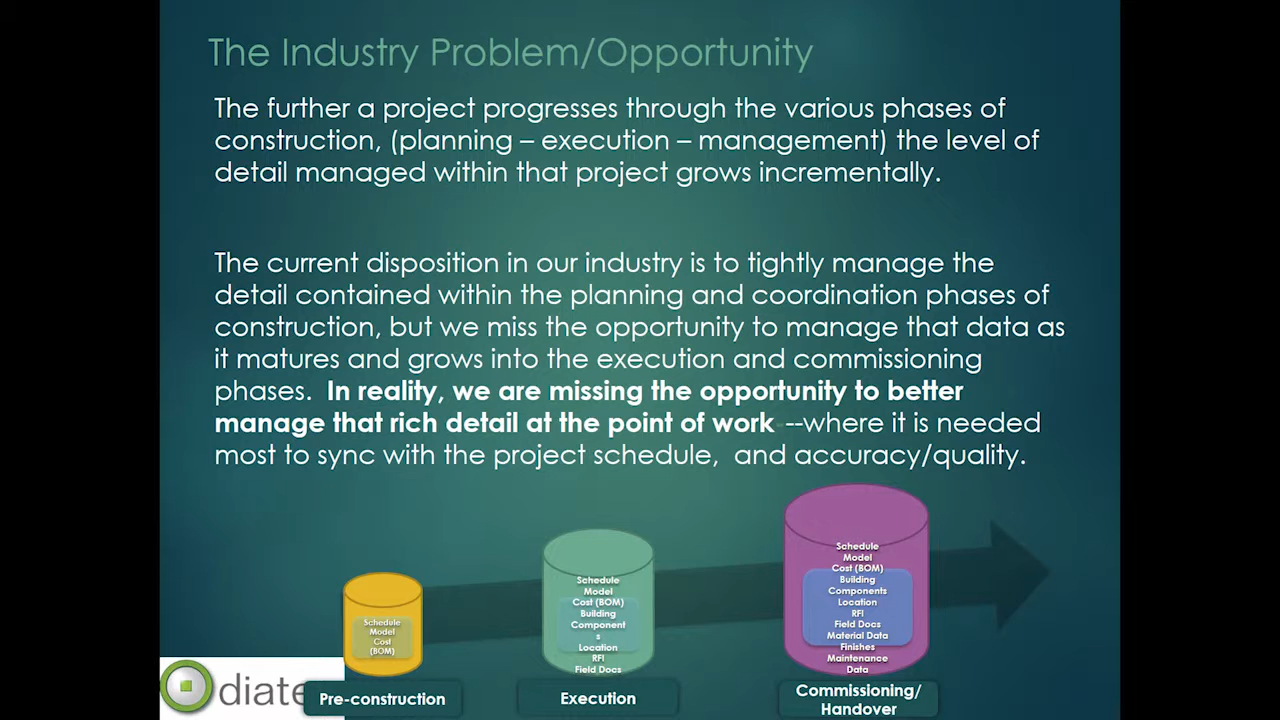 The Industry Problem/Opportunity
The further a project progresses through the various phases of
construction, (planning – execution – management) the level of
detail managed within that project grows incrementally.
The current disposition in our industry is to tightly manage the
detail contained within the planning and coordination phases of
construction, but we miss the opportunity to manage that data as
it matures and grows into the execution and commissioning
phases.  In reality, we are missing the opportunity to better
manage that rich detail at the point of work --where it is needed
most to sync with the project schedule,  and accuracy/quality.
Schedule
Model
Cost
(BOM)
Pre-construction
Schedule
Model
Cost (BOM)
Building
Component
s
Location
RFI
Field Docs
Execution
Schedule
Model
Cost (BOM)
Building
Components
Location
RFI
Field Docs
Material Data
Finishes
Maintenance
Data
Commissioning/
Handover